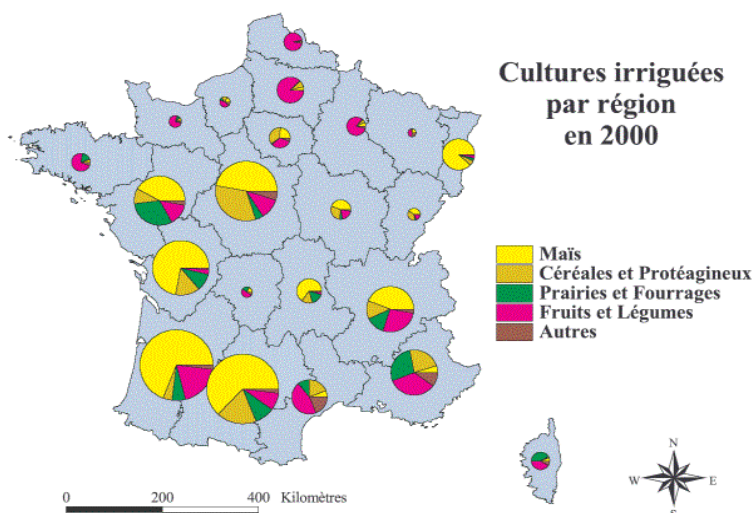 Cultures irriguées
par région
en 2000
Maïs
Céréales et Protéagineux
Prairies et Fourrages
Fruits et Légumes
Autres
0 200 400 Kilomètres
N
W E
S